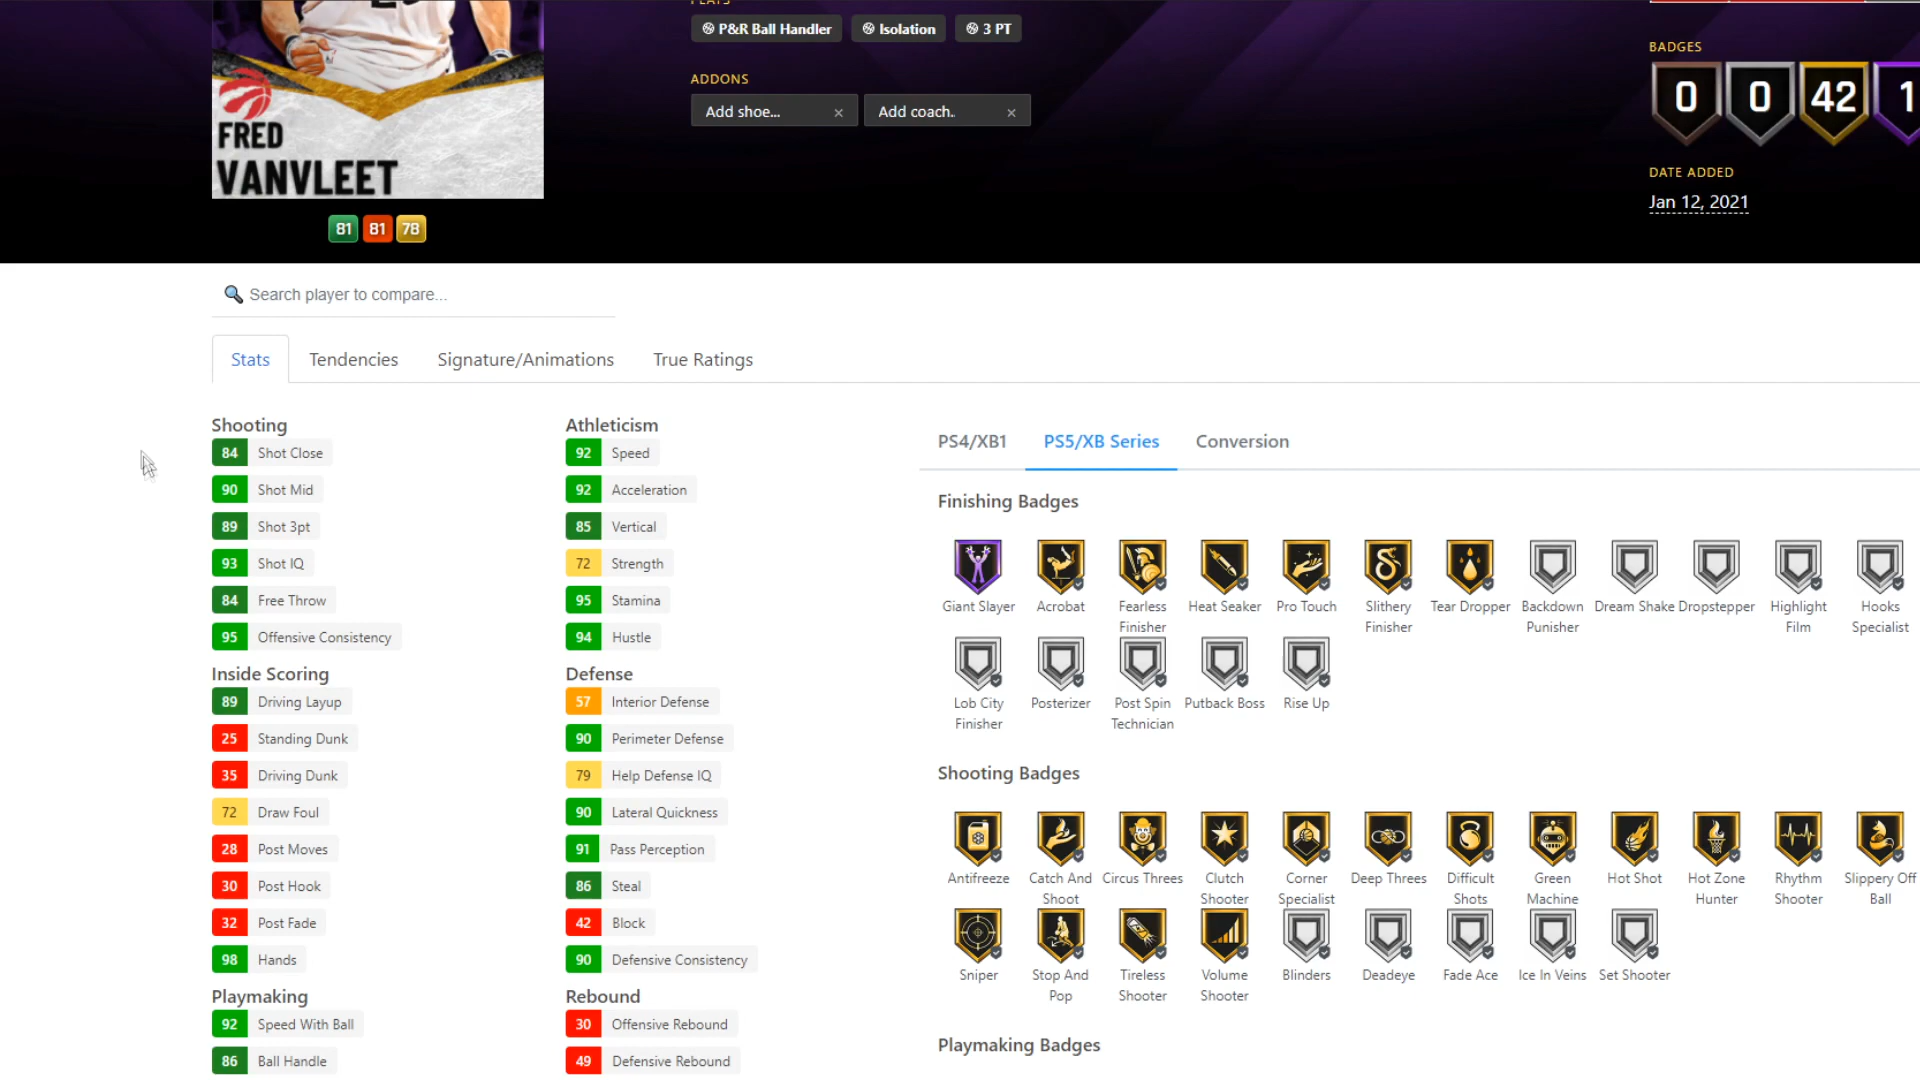 P&R Ball Handler
Isolation
3 PT
ADDONS
Add shoe... ×
Add coach. ×
BADGES
0
0
42
1
DATE ADDED
Jan 12, 2021
FRED
VANVLEET
81 81 78
Search player to compare...
Stats Tendencies Signature/Animations True Ratings
Shooting
84 Shot Close
90 Shot Mid
89 Shot 3pt
93 Shot IQ
84 Free Throw
95 Offensive Consistency
Inside Scoring
89 Driving Layup
25 Standing Dunk
35 Driving Dunk
72 Draw Foul
28 Post Moves
30 Post Hook
32 Post Fade
98 Hands
Playmaking
92 Speed With Ball
86 Ball Handle
Athleticism
92 Speed
92 Acceleration
85 Vertical
72 Strength
95 Stamina
94 Hustle
Defense
57 Interior Defense
90 Perimeter Defense
79 Help Defense IQ
90 Lateral Quickness
91 Pass Perception
86 Steal
42 Block
90 Defensive Consistency
Rebound
30 Offensive Rebound
49 Defensive Rebound
PS4/XB1 PS5/XB Series Conversion
Finishing Badges
Giant Slayer
Acrobat
Fearless
Finisher
Heat Seeker
Pro Touch
Slithery
Finisher
Tear Dropper
Backdown
Punisher
Dream Shake
Dropstepper
Highlight
Film
Hooks
Specialist
Lob City
Finisher
Posterizer
Post Spin
Technician
Putback Boss
Rise Up
Shooting Badges
Antifreeze
Catch And
Shoot
Circus Threes
Clutch
Shooter
Corner
Specialist
Deep Threes
Difficult
Shots
Green
Machine
Hot Shot
Hot Zone
Hunter
Rhythm
Shooter
Slippery Off
Ball
Sniper
Stop And
Pop
Tireless
Shooter
Volume
Shooter
Blinders
Deadeye
Fade Ace
Ice In Veins
Set Shooter
Playmaking Badges